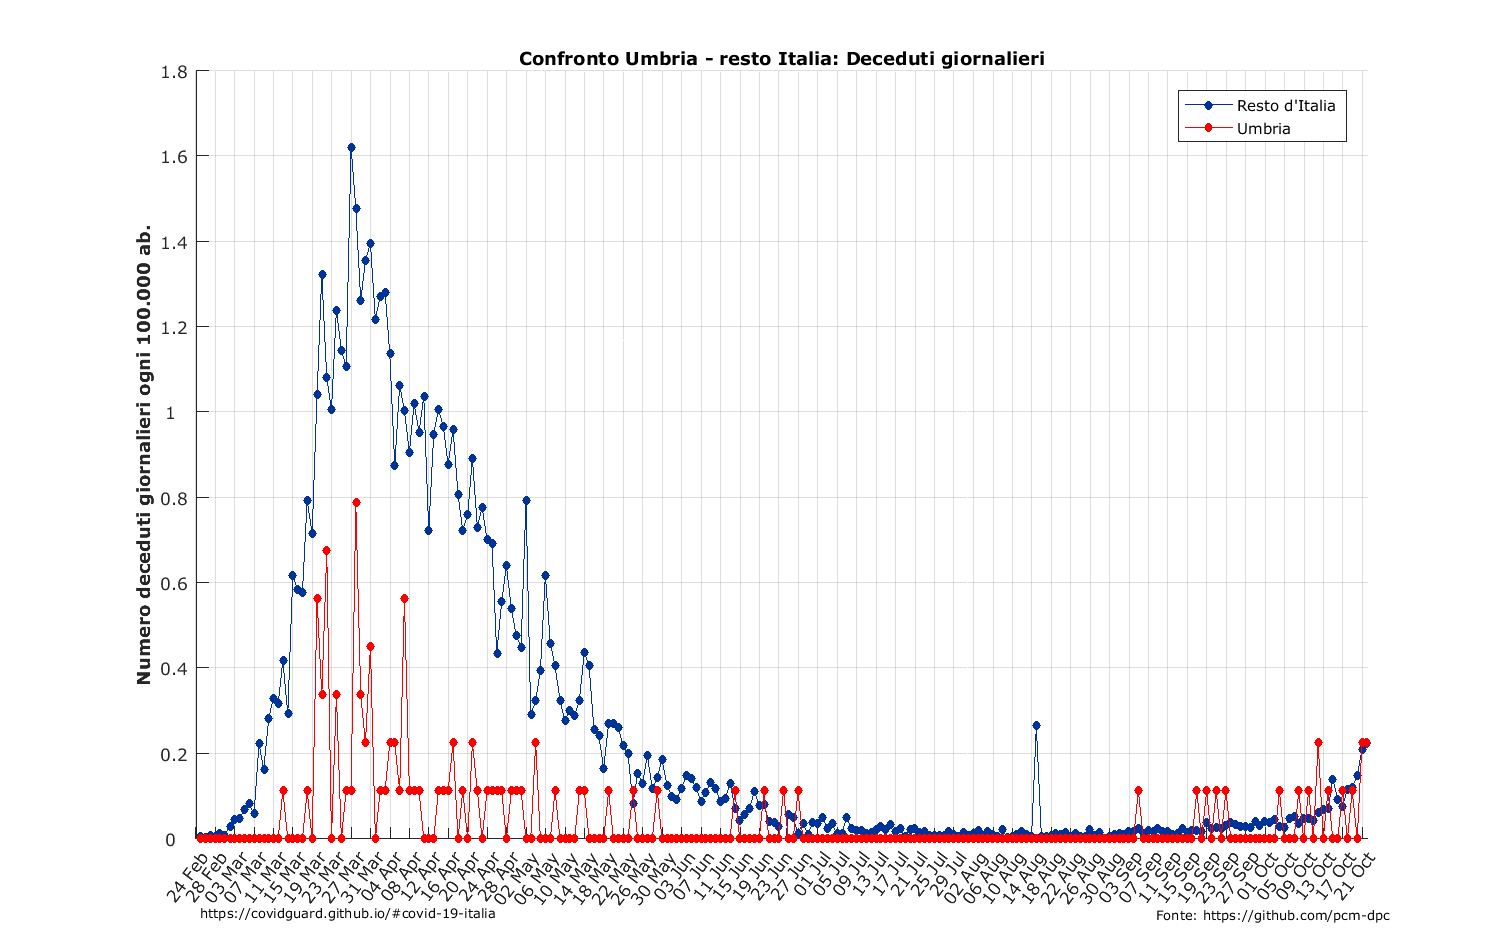 Confronto Umbria - resto Italia: Deceduti giornalieri
Resto d'Italia
Umbria
Numero deceduti giornalieri ogni 100.000 ab.
1.8
1.6
1.4
1.2
1
0.8
0.6
0.4
0.2
0
24 Feb
28 Feb
03 Mar
07 Mar
11 Mar
15 Mar
19 Mar
23 Mar
27 Mar
31 Mar
04 Apr
08 Apr
12 Apr
16 Apr
20 Apr
24 Apr
28 Apr
02 May
06 May
10 May
14 May
18 May
22 May
26 May
30 May
03 Jun
07 Jun
11 Jun
15 Jun
19 Jun
23 Jun
27 Jun
01 Jul
05 Jul
09 Jul
13 Jul
17 Jul
21 Jul
25 Jul
29 Jul
02 Aug
06 Aug
10 Aug
14 Aug
18 Aug
22 Aug
26 Aug
30 Aug
03 Sep
07 Sep
11 Sep
15 Sep
19 Sep
23 Sep
27 Sep
01 Oct
05 Oct
09 Oct
13 Oct
17 Oct
21 Oct
https://covidguard.github.io/#covid-19-italia
Fonte: https://github.com/pcm-dpc